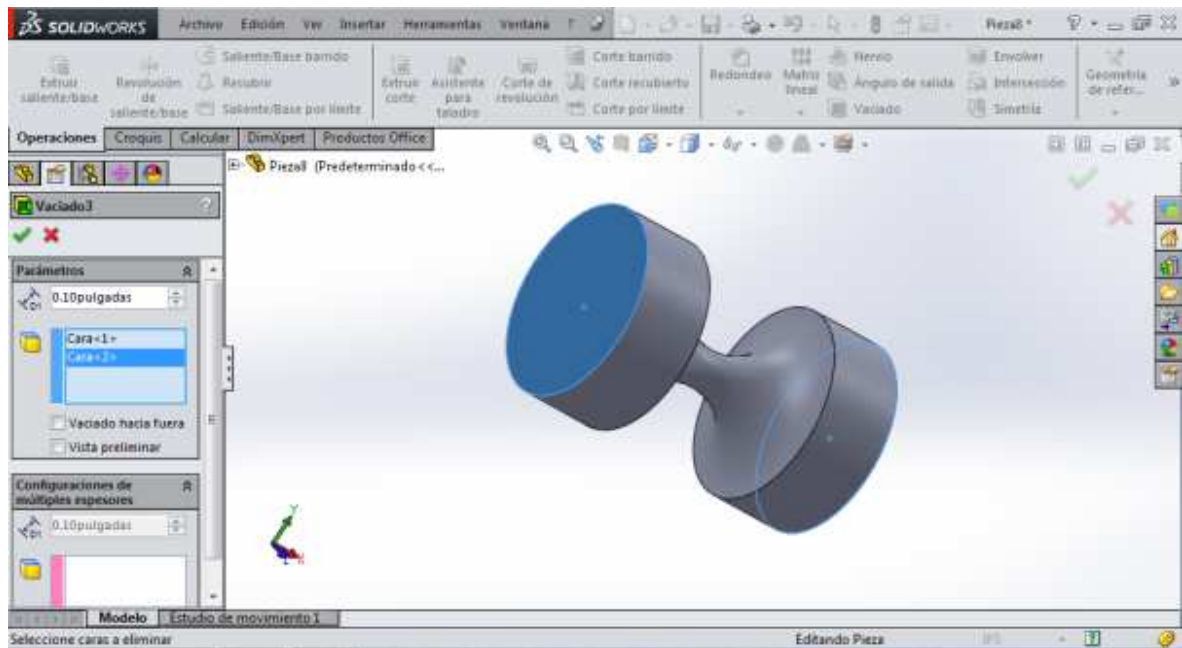 SOLIDWORKS
Archivo Edición Ver Insertar Herramientas Ventana ?
Pieza8 *
Extruir saliente/base
Revolución de saliente/base
Saliente/Base barrido
Recubrir
Saliente/Base por límite
Extruir corte
Asistente para taladro
Corte de revolución
Corte barrido
Corte recubierto
Corte por límite
Redondeo
Matriz lineal
Nervio
Ángulo de salida
Vaciado
Envolver
Intersección
Simetría
Geometría de refer...
Operaciones Croquis Calcular DimXpert Productos Office
Pieza8 (Predeterminado<<...
Vaciado3
Parámetros
0.10pulgadas
Cara<1>
Cara<2>
Vaciado hacia fuera
Vista preliminar
Configuraciones de
múltiples espesores
0.10pulgadas
Y
X
Modelo Estudio de movimiento 1
Seleccione caras a eliminar
Editando Pieza
IPS